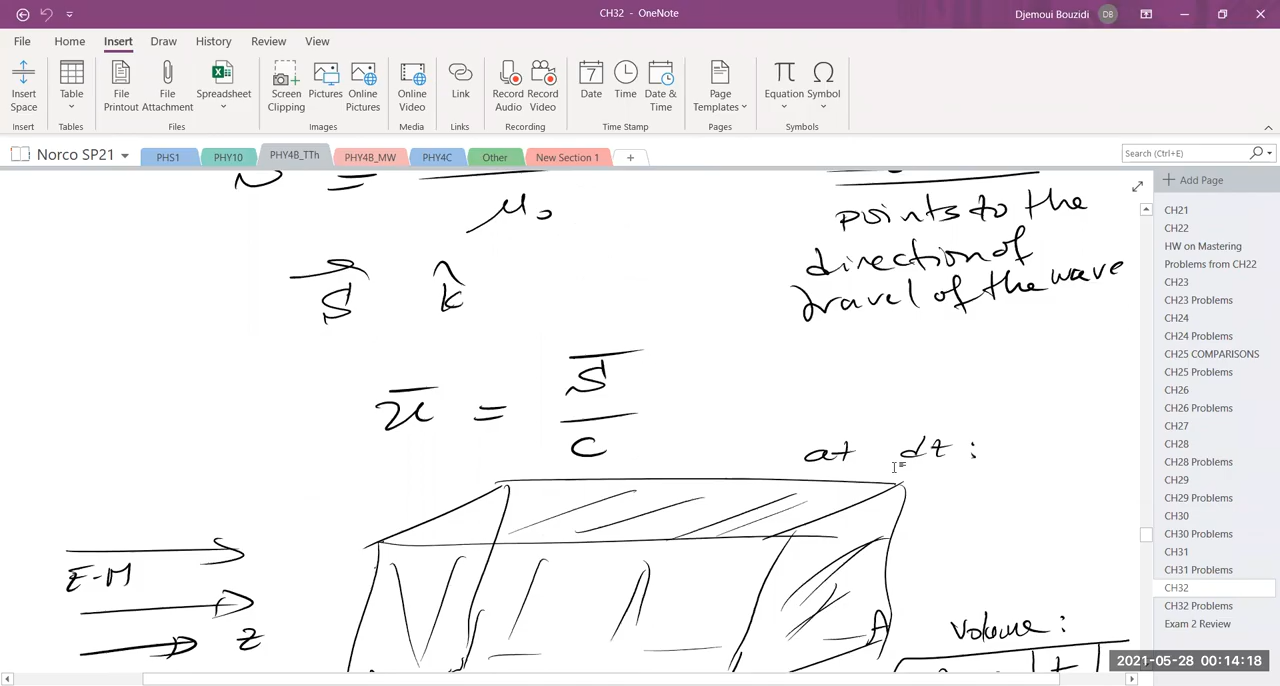 CH32 - OneNote
Djemoui Bouzidi
DB
File Home Insert Draw History Review View
Insert Space
Table
File Printout
File Attachment
Spreadsheet
Screen Clipping
Pictures
Online Pictures
Online Video
Link
Record Audio
Record Video
Date
Time
Date & Time
Page Templates
Equation
Symbol
Insert Tables Files Images Media Links Recording Time Stamp Pages Symbols
Norco SP21
PHS1 PHY10 PHY4B_TTh PHY4B_MW PHY4C Other New Section 1 +
Search (Ctrl+E)
Add Page
CH21
CH22
HW on Mastering
Problems from CH22
CH23
CH23 Problems
CH24
CH24 Problems
CH25 COMPARISONS
CH25 Problems
CH26
CH26 Problems
CH27
CH28
CH28 Problems
CH29
CH29 Problems
CH30
CH30 Problems
CH31
CH31 Problems
CH32
CH32 Problems
Exam 2 Review
=
μ₀
points to the
direction of
travel of the wave
S k̂
ū = S̄ / c
at dt :
E-M
z
A
Volume :
2021-05-28 00:14:18